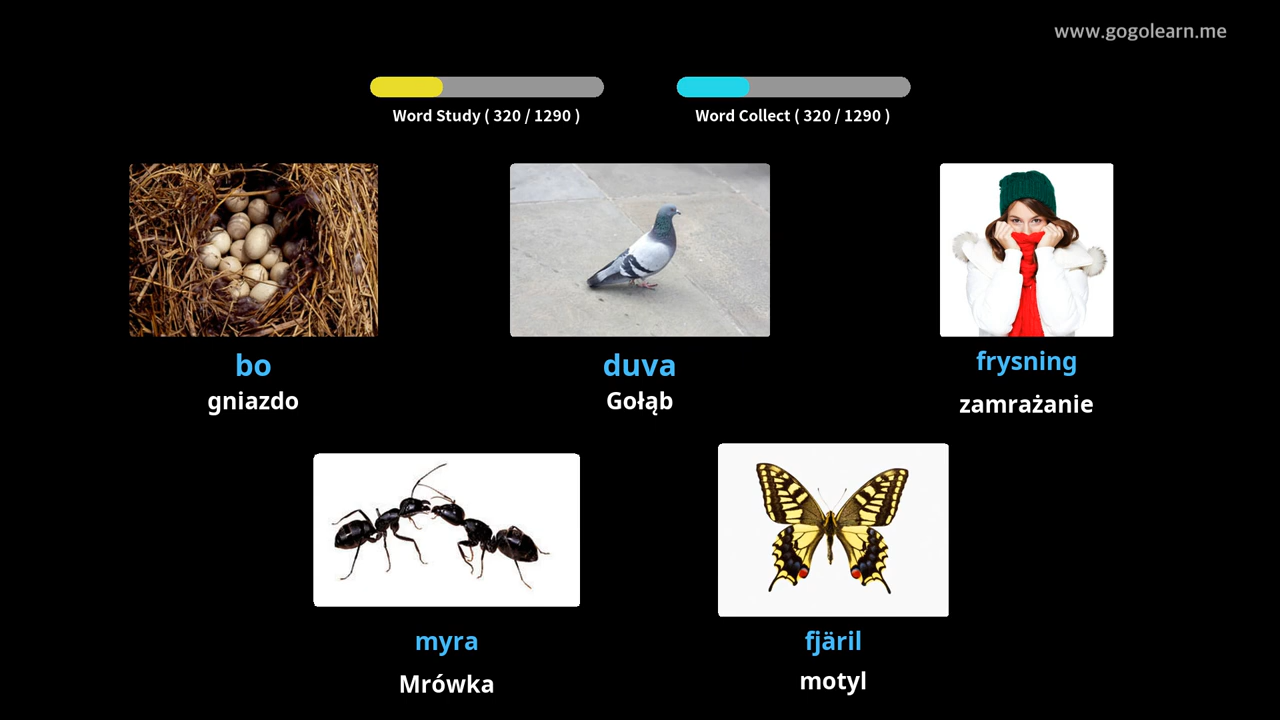 www.gogolearn.me
Word Study ( 320 / 1290 )
Word Collect ( 320 / 1290 )
bo
gniazdo
duva
Gołąb
frysning
zamrażanie
myra
Mrówka
fjäril
motyl